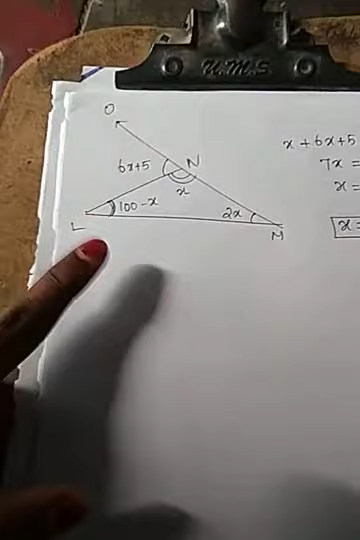 U.M.S
O
6x+5
N
x
100-x
2x
L
M
x + 6x+5
7x =
x =
x=